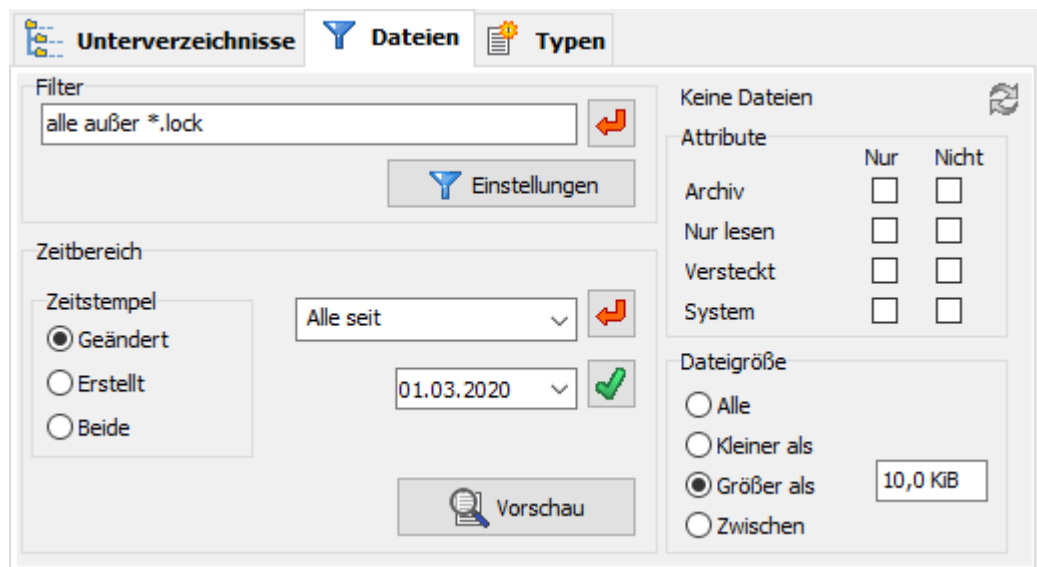 Unterverzeichnisse Dateien Typen
Filter
alle außer *.lock
Einstellungen
Zeitbereich
Zeitstempel
Geändert
Erstellt
Beide
Alle seit
01.03.2020
Vorschau
Keine Dateien
Attribute
Nur Nicht
Archiv
Nur lesen
Versteckt
System
Dateigröße
Alle
Kleiner als
Größer als 10,0 KiB
Zwischen